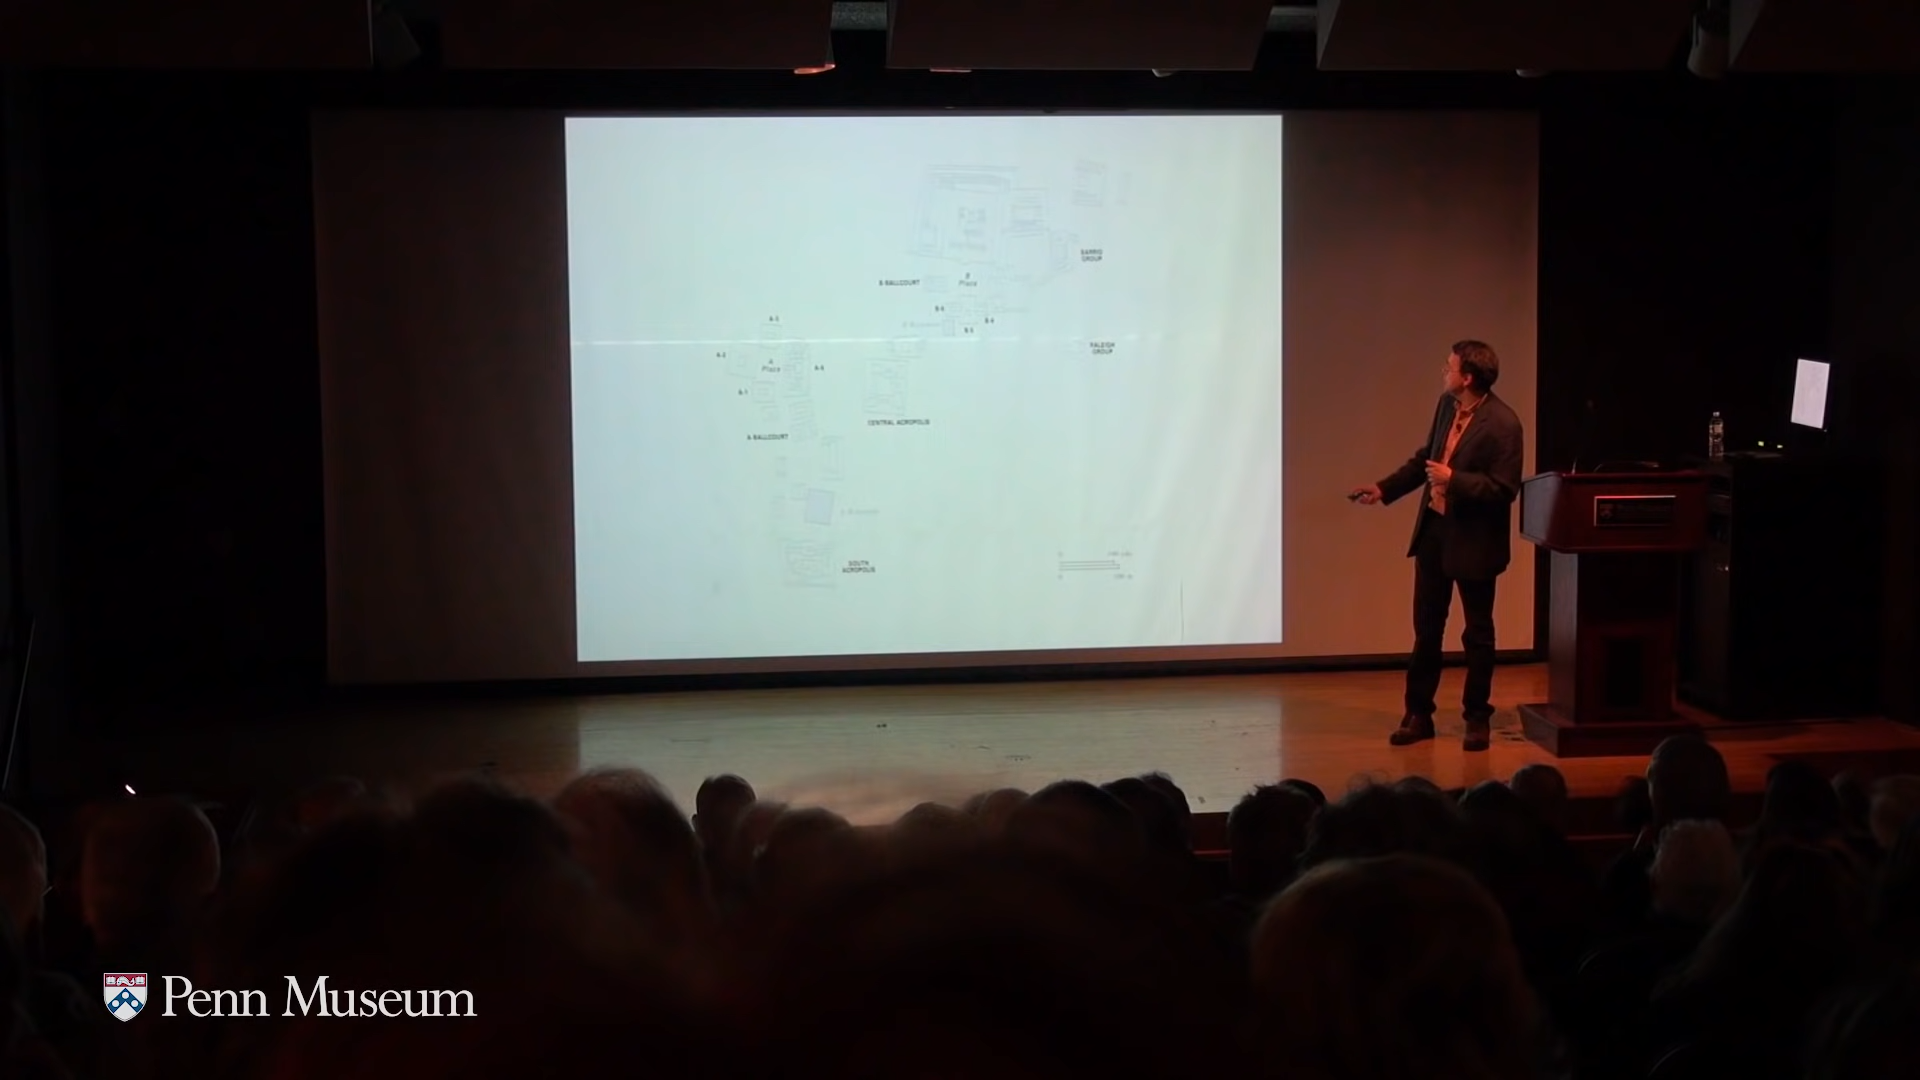 BARRIO
GROUP
B BALLCOURT
B
Plaza
B-5
B-4
B-3
RALEIGH
GROUP
A-3
A-2
A
Plaza
A-6
A-1
CENTRAL ACROPOLIS
A BALLCOURT
SOUTH
ACROPOLIS
Penn Museum